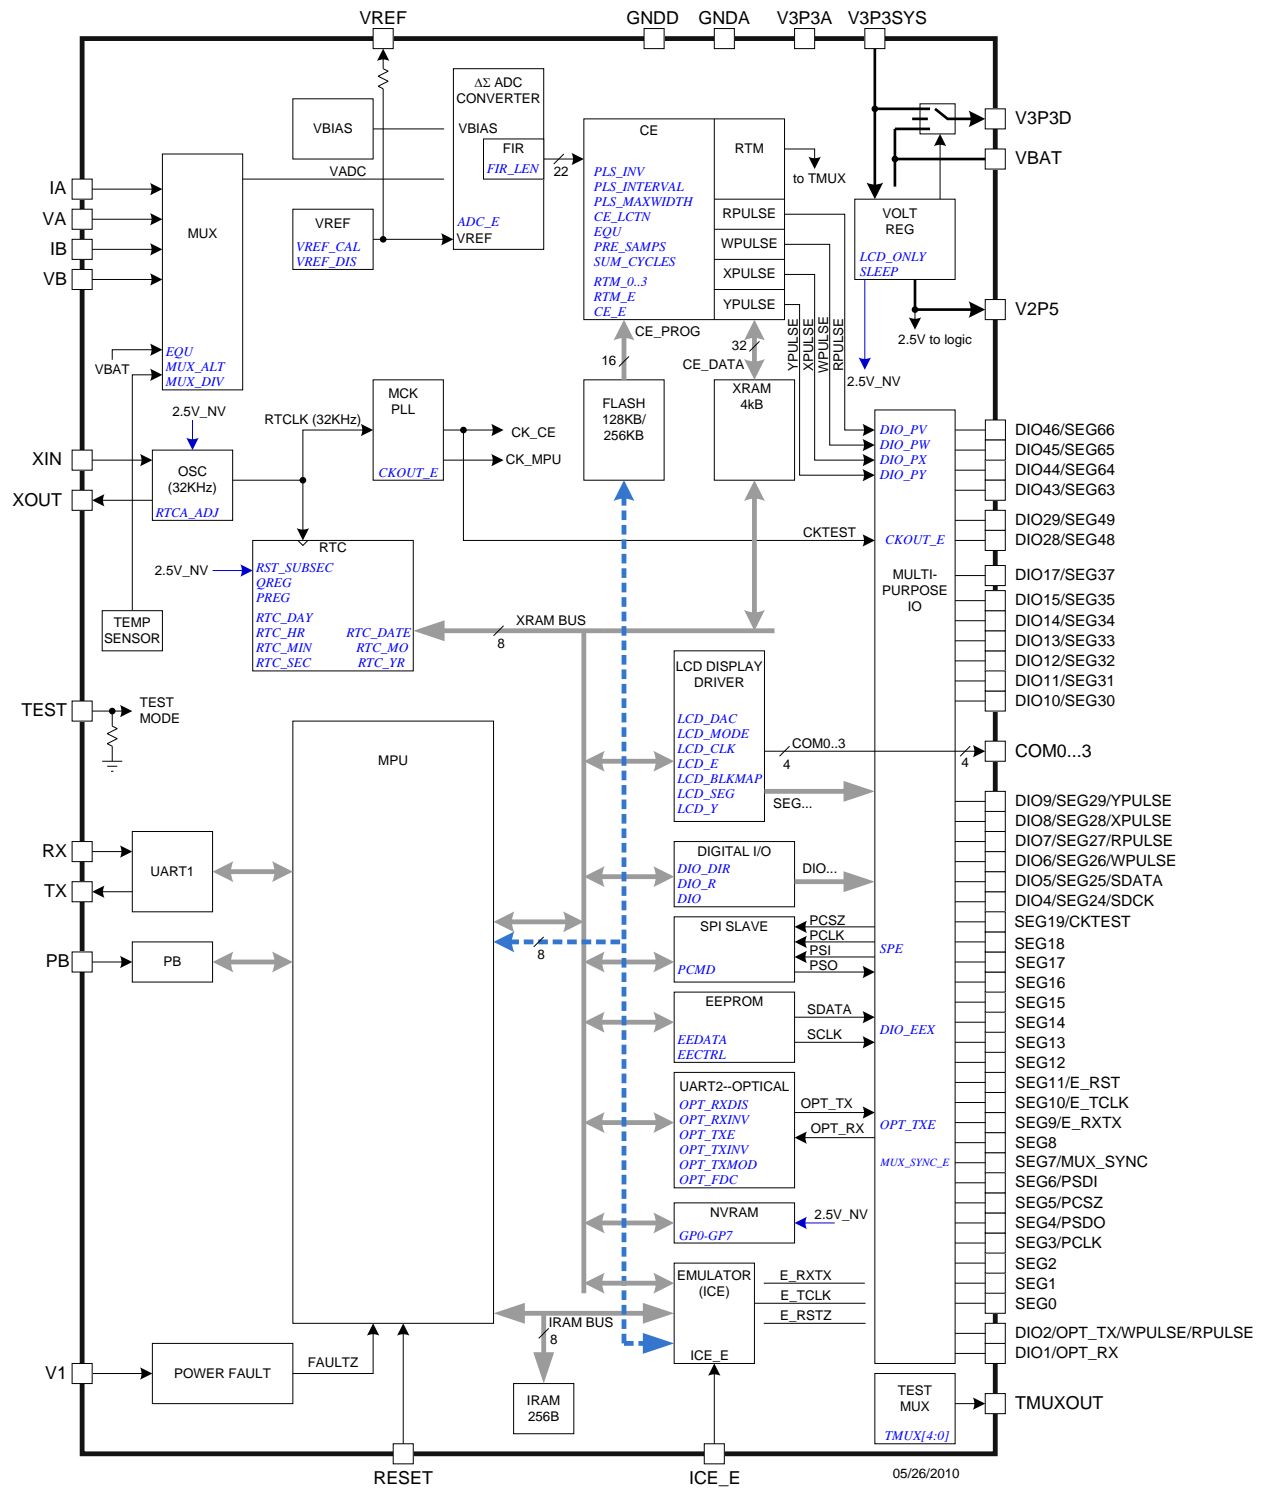 VREF
GNDD
GNDA
V3P3A
V3P3SYS
ΔΣ ADC
CONVERTER
VBIAS
FIR
FIR_LEN
ADC_E
VREF
22
VBIAS
VADC
VREF
VREF_CAL
VREF_DIS
MUX
EQU
MUX_ALT
MUX_DIV
IA
VA
IB
VB
VBAT
CE
PLS_INV
PLS_INTERVAL
PLS_MAXWIDTH
CE_LCTN
EQU
PRE_SAMPS
SUM_CYCLES
RTM_0..3
RTM_E
CE_E
RTM
RPULSE
WPULSE
XPULSE
YPULSE
to TMUX
YPULSE
XPULSE
WPULSE
RPULSE
V3P3D
VBAT
VOLT
REG
LCD_ONLY
SLEEP
V2P5
2.5V to logic
2.5V_NV
CE_PROG
16
32
CE_DATA
FLASH
128KB/
256KB
XRAM
4kB
2.5V_NV
RTCLK (32KHz)
MCK
PLL
CKOUT_E
CK_CE
CK_MPU
XIN
XOUT
OSC
(32KHz)
RTCA_ADJ
CKTEST
RTC
2.5V_NV
RST_SUBSEC
QREG
PREG
RTC_DAY
RTC_HR
RTC_MIN
RTC_SEC
RTC_DATE
RTC_MO
RTC_YR
TEMP
SENSOR
XRAM BUS
8
TEST
TEST
MODE
MPU
RX
TX
UART1
PB
PB
8
V1
POWER FAULT
FAULTZ
RESET
IRAM BUS
8
IRAM
256B
LCD DISPLAY
DRIVER
LCD_DAC
LCD_MODE
LCD_CLK
LCD_E
LCD_BLKMAP
LCD_SEG
LCD_Y
COM0..3
4
4
SEG...
DIGITAL I/O
DIO_DIR
DIO_R
DIO
DIO...
SPI SLAVE
PCMD
PCSZ
PCLK
PSI
PSO
EEPROM
EEDATA
EECTRL
SDATA
SCLK
UART2--OPTICAL
OPT_RXDIS
OPT_RXINV
OPT_TXE
OPT_TXINV
OPT_TXMOD
OPT_FDC
OPT_TX
OPT_RX
NVRAM
GP0-GP7
2.5V_NV
EMULATOR
(ICE)
ICE_E
E_RXTX
E_TCLK
E_RSTZ
ICE_E
DIO_PV
DIO_PW
DIO_PX
DIO_PY
CKOUT_E
MULTI-
PURPOSE
IO
SPE
DIO_EEX
OPT_TXE
MUX_SYNC_E
DIO46/SEG66
DIO45/SEG65
DIO44/SEG64
DIO43/SEG63
DIO29/SEG49
DIO28/SEG48
DIO17/SEG37
DIO15/SEG35
DIO14/SEG34
DIO13/SEG33
DIO12/SEG32
DIO11/SEG31
DIO10/SEG30
COM0...3
DIO9/SEG29/YPULSE
DIO8/SEG28/XPULSE
DIO7/SEG27/RPULSE
DIO6/SEG26/WPULSE
DIO5/SEG25/SDATA
DIO4/SEG24/SDCK
SEG19/CKTEST
SEG18
SEG17
SEG16
SEG15
SEG14
SEG13
SEG12
SEG11/E_RST
SEG10/E_TCLK
SEG9/E_RXTX
SEG8
SEG7/MUX_SYNC
SEG6/PSDI
SEG5/PCSZ
SEG4/PSDO
SEG3/PCLK
SEG2
SEG1
SEG0
DIO2/OPT_TX/WPULSE/RPULSE
DIO1/OPT_RX
TEST
MUX
TMUX[4:0]
TMUXOUT
05/26/2010